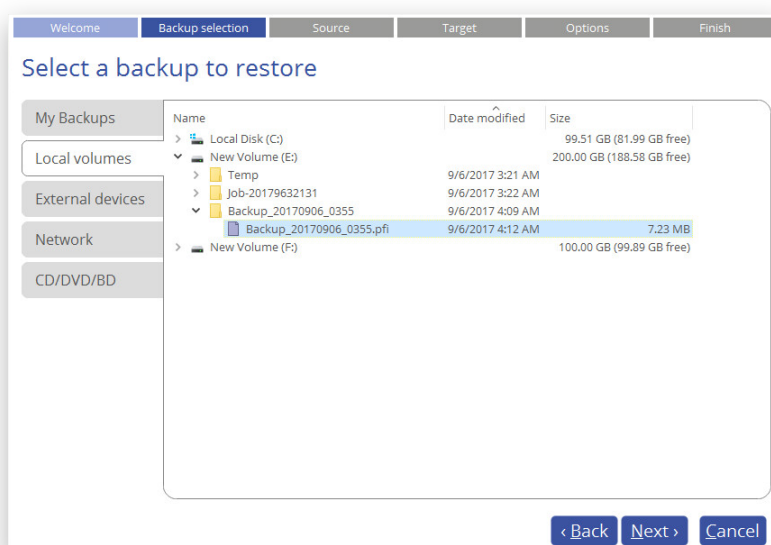 Welcome Backup selection Source Target Options Finish
Select a backup to restore
My Backups
Local volumes
External devices
Network
CD/DVD/BD
Name Date modified Size
Local Disk (C:) 99.51 GB (81.99 GB free)
New Volume (E:) 200.00 GB (188.58 GB free)
Temp 9/6/2017 3:21 AM
Job-20179632131 9/6/2017 3:22 AM
Backup_20170906_0355 9/6/2017 4:09 AM
Backup_20170906_0355.pfi 9/6/2017 4:12 AM 7.23 MB
New Volume (F:) 100.00 GB (99.89 GB free)
‹ Back Next › Cancel